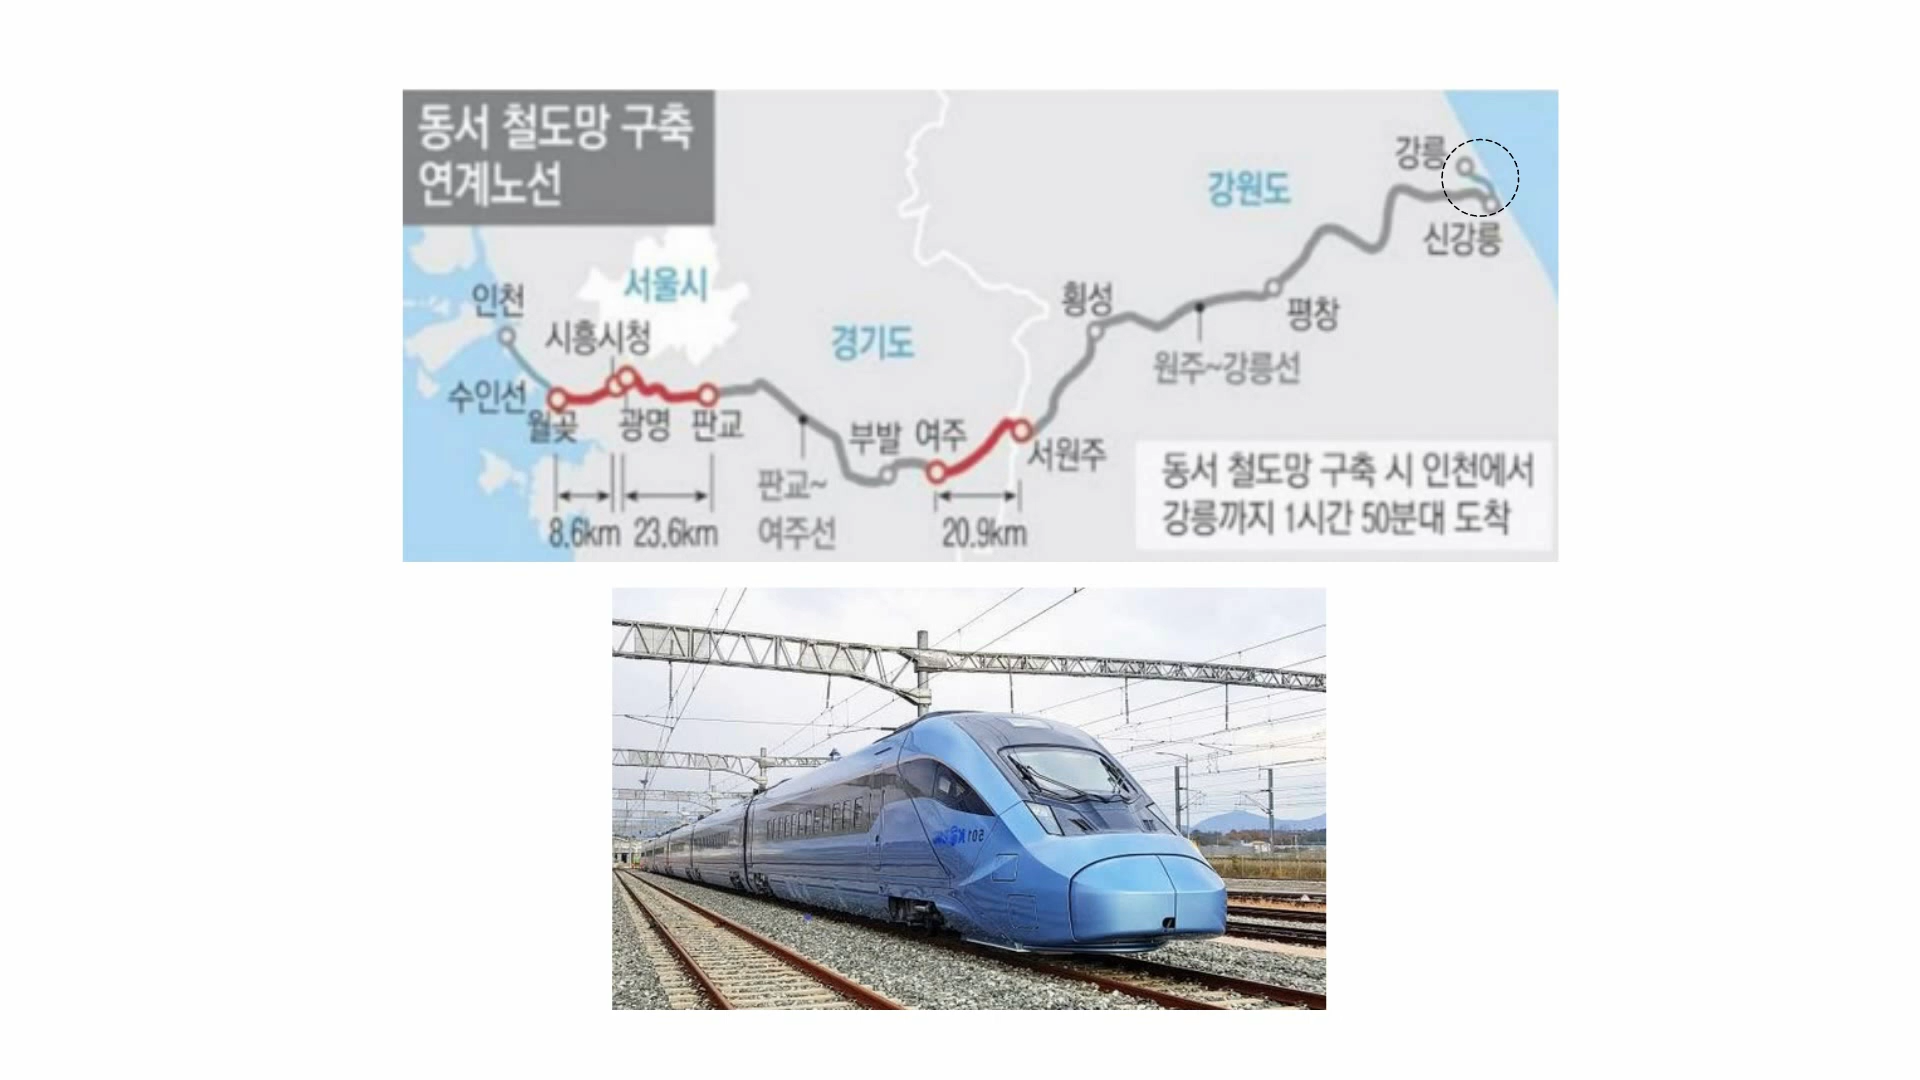 동서 철도망 구축
연계노선
강릉
강원도
신강릉
서울시
인천
횡성
평창
시흥시청
경기도
원주~강릉선
수인선
월곶
광명
판교
부발
여주
서원주
판교~
여주선
8.6km
23.6km
20.9km
동서 철도망 구축 시 인천에서
강릉까지 1시간 50분대 도착